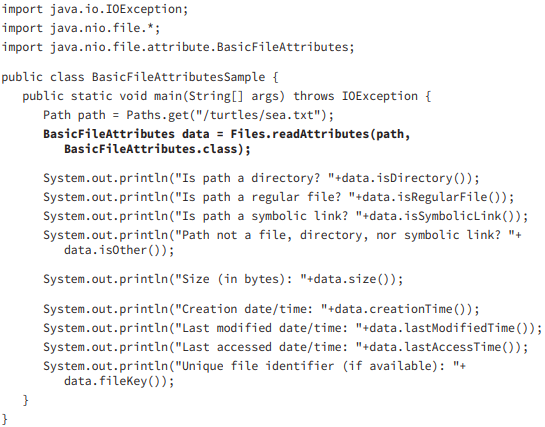 import java.io.IOException;
import java.nio.file.*;
import java.nio.file.attribute.BasicFileAttributes;
public class BasicFileAttributesSample {
public static void main(String[] args) throws IOException {
Path path = Paths.get("/turtles/sea.txt");
BasicFileAttributes data = Files.readAttributes(path,
BasicFileAttributes.class);
System.out.println("Is path a directory? "+data.isDirectory());
System.out.println("Is path a regular file? "+data.isRegularFile());
System.out.println("Is path a symbolic link? "+data.isSymbolicLink());
System.out.println("Path not a file, directory, nor symbolic link? "+
data.isOther());
System.out.println("Size (in bytes): "+data.size());
System.out.println("Creation date/time: "+data.creationTime());
System.out.println("Last modified date/time: "+data.lastModifiedTime());
System.out.println("Last accessed date/time: "+data.lastAccessTime());
System.out.println("Unique file identifier (if available): "+
data.fileKey());
}
}